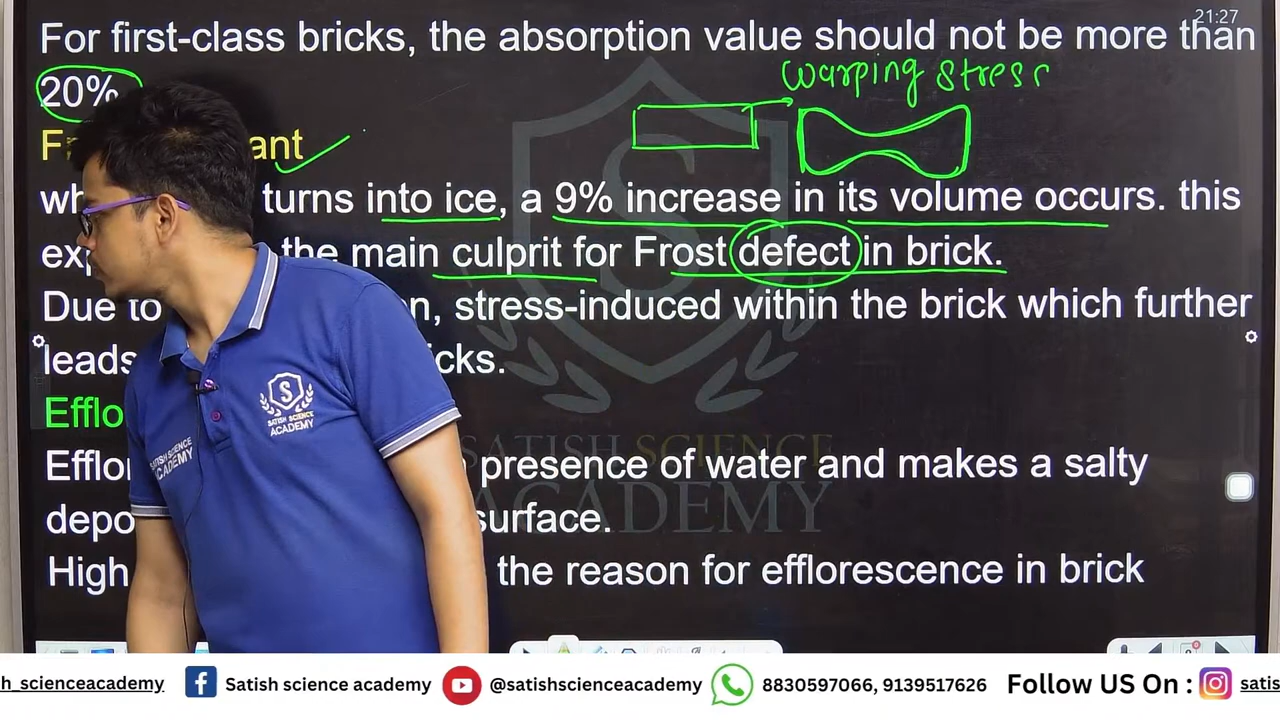 21:27
For first-class bricks, the absorption value should not be more than
20%
warping stress
F ant
wh turns into ice, a 9% increase in its volume occurs. this
exp the main culprit for Frost defect in brick.
Due to n, stress-induced within the brick which further
leads icks.
Efflo
Efflor presence of water and makes a salty
depo surface.
High the reason for efflorescence in brick
S
SATISH SCIENCE
ACADEMY
S
SATISH SCIENCE
ACADEMY
SATISH SCIENCE
ACADEMY
h_scienceacademy Satish science academy @satishscienceacademy 8830597066, 9139517626 Follow US On : satis